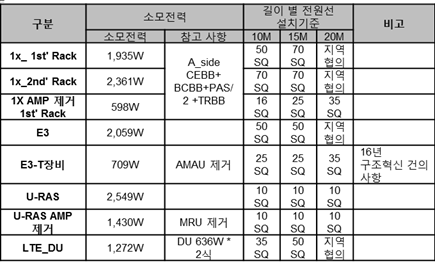 구분 소모전력 길이 별 전원선 설치기준 비고
소모전력 참고 사항 10M 15M 20M
1x_ 1st' Rack 1,935W A_side CEBB+ BCBB+PAS/ 2 +TRBB 50 SQ 70 SQ 지역 협의
1x_2nd' Rack 2,361W 70 SQ 70 SQ 지역 협의
1X AMP 제거 1st' Rack 598W 16 SQ 25 SQ 35 SQ
E3 2,059W 50 SQ 50 SQ 지역 협의
E3-T장비 709W AMAU 제거 25 SQ 25 SQ 35 SQ 16년 구조혁신 건의 사항
U-RAS 2,549W 10 SQ 10 SQ 10 SQ
U-RAS AMP 제거 1,430W MRU 제거 10 SQ 10 SQ 10 SQ
LTE_DU 1,272W DU 636W * 2식 35 SQ 50 SQ 지역 협의